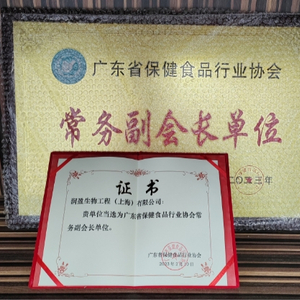 广东省保健食品行业协会
常务副会长单位
二〇二三年
证书
润盈生物工程（上海）有限公司：
贵单位当选为广东省保健食品行业协会常
务副会长单位。
广东省保健食品行业协会